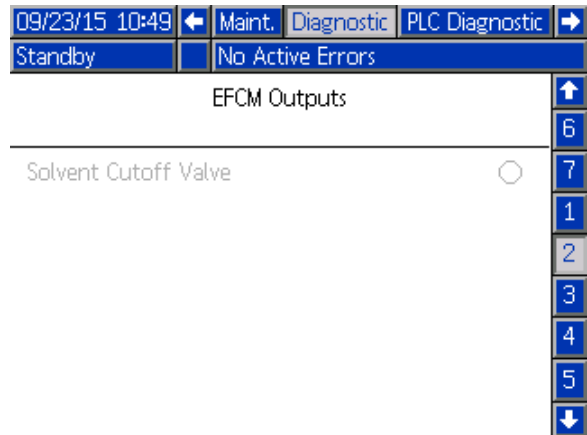 09/23/15 10:49 Maint. Diagnostic PLC Diagnostic
Standby No Active Errors
EFCM Outputs
6
Solvent Cutoff Valve
7
1
2
3
4
5